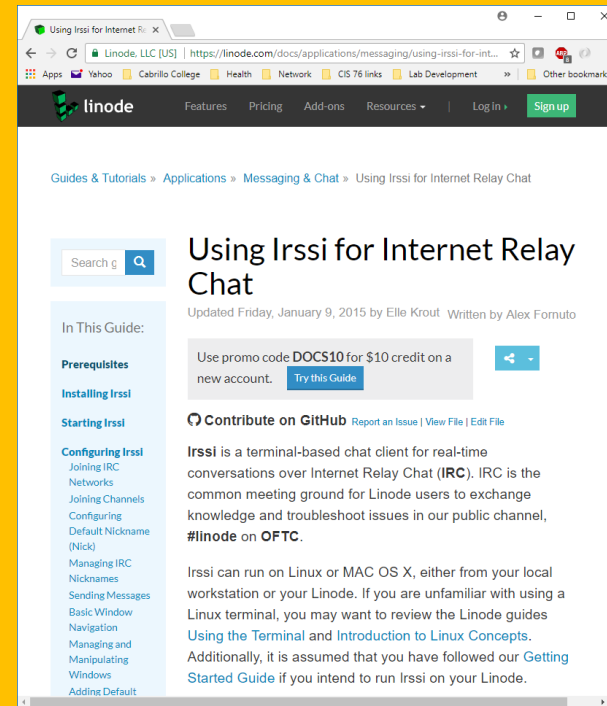 Using Irssi for Internet Re
Linode, LLC [US] | https://linode.com/docs/applications/messaging/using-irssi-for-int...
Apps Yahoo Cabrillo College Health Network CIS 76 links Lab Development » Other bookmark
linode Features Pricing Add-ons Resources | Log in › Sign up
Guides & Tutorials » Applications » Messaging & Chat » Using Irssi for Internet Relay Chat
Search g
Using Irssi for Internet Relay
Chat
Updated Friday, January 9, 2015 by Elle Krout Written by Alex Fornuto
In This Guide:
Prerequisites
Installing Irssi
Starting Irssi
Configuring Irssi
Joining IRC
Networks
Joining Channels
Configuring
Default Nickname
(Nick)
Managing IRC
Nicknames
Sending Messages
Basic Window
Navigation
Managing and
Manipulating
Windows
Adding Default
Use promo code DOCS10 for $10 credit on a
new account. Try this Guide
Contribute on GitHub Report an Issue | View File | Edit File
Irssi is a terminal-based chat client for real-time
conversations over Internet Relay Chat (IRC). IRC is the
common meeting ground for Linode users to exchange
knowledge and troubleshoot issues in our public channel,
#linode on OFTC.
Irssi can run on Linux or MAC OS X, either from your local
workstation or your Linode. If you are unfamiliar with using a
Linux terminal, you may want to review the Linode guides
Using the Terminal and Introduction to Linux Concepts.
Additionally, it is assumed that you have followed our Getting
Started Guide if you intend to run Irssi on your Linode.